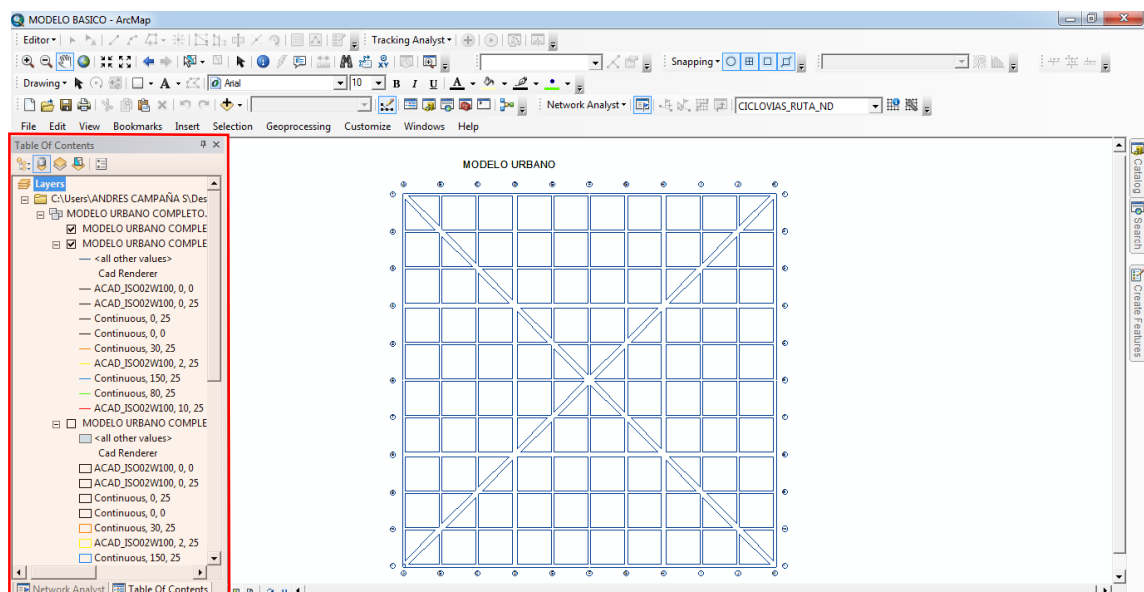 MODELO BASICO - ArcMap
Editor
Tracking Analyst
Snapping
Drawing
A
Arial
10
B I U A
Network Analyst
CICLOVIAS_RUTA_ND
File Edit View Bookmarks Insert Selection Geoprocessing Customize Windows Help
Table Of Contents
Layers
C:\Users\ANDRES CAMPAÑA S\Des
MODELO URBANO COMPLETO.
MODELO URBANO COMPLE
MODELO URBANO COMPLE
<all other values>
Cad Renderer
ACAD_ISO02W100, 0, 0
ACAD_ISO02W100, 0, 25
Continuous, 0, 25
Continuous, 0, 0
Continuous, 30, 25
ACAD_ISO02W100, 2, 25
Continuous, 150, 25
Continuous, 80, 25
ACAD_ISO02W100, 10, 25
MODELO URBANO COMPLE
<all other values>
Cad Renderer
ACAD_ISO02W100, 0, 0
ACAD_ISO02W100, 0, 25
Continuous, 0, 25
Continuous, 0, 0
Continuous, 30, 25
ACAD_ISO02W100, 2, 25
Continuous, 150, 25
Network Analyst
Table Of Contents
MODELO URBANO
Catalog
Search
Create Features